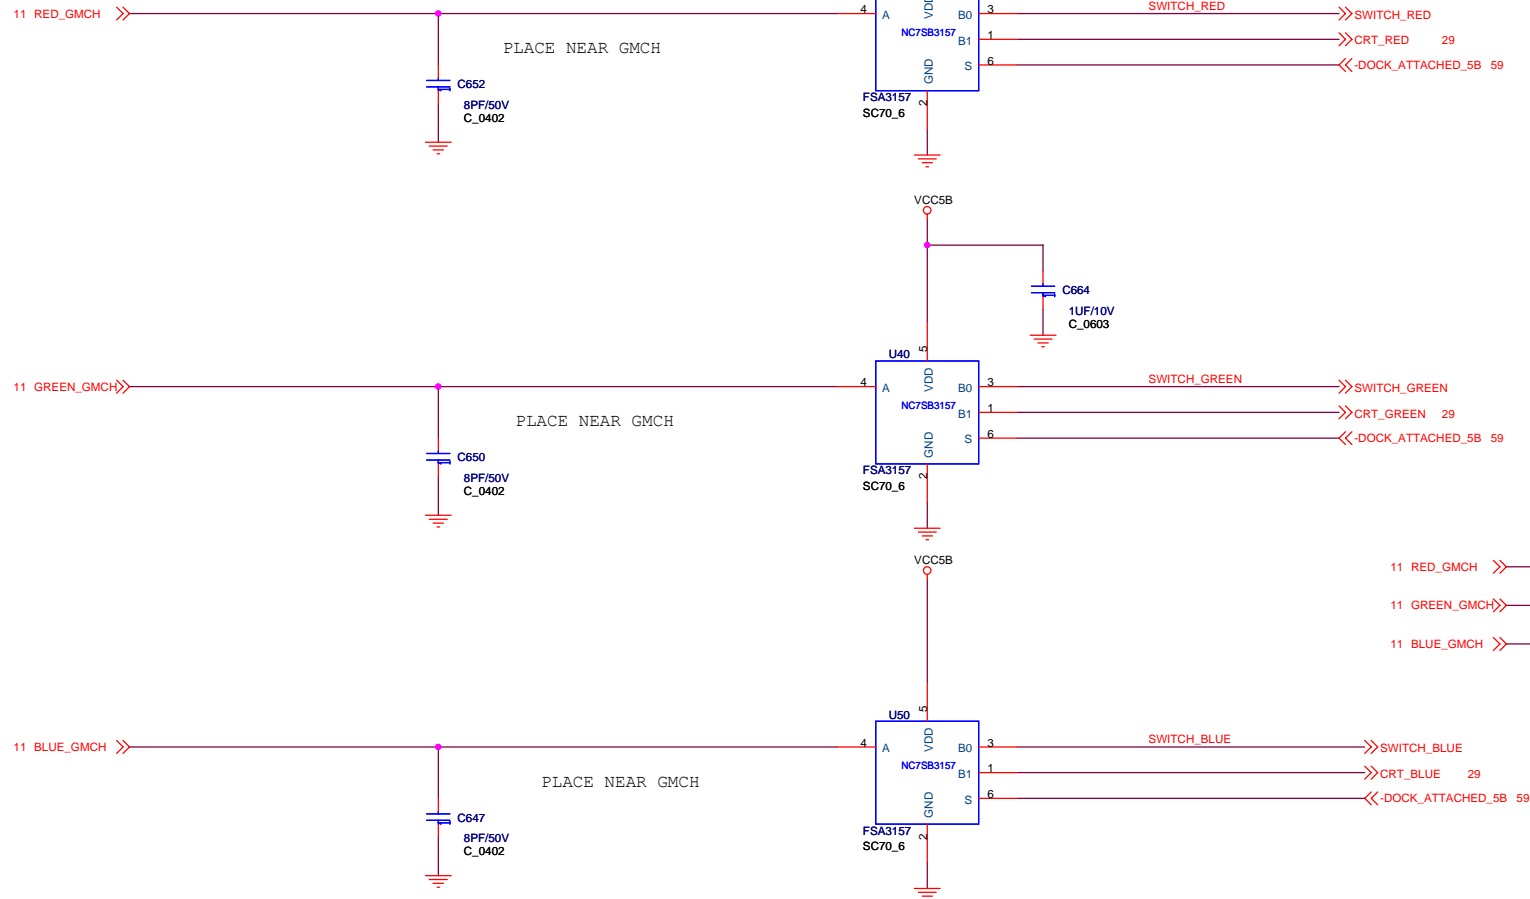 11 RED_GMCH
4
A
VDD
B0
3
SWITCH_RED
SWITCH_RED
NC7SB3157
B1
1
CRT_RED 29
PLACE NEAR GMCH
GND
S
6
-DOCK_ATTACHED_5B 59
C652
8PF/50V
C_0402
FSA3157
SC70_6
2
VCC5B
C664
1UF/10V
C_0603
U40
5
11 GREEN_GMCH
4
A
VDD
B0
3
SWITCH_GREEN
SWITCH_GREEN
NC7SB3157
B1
1
CRT_GREEN 29
PLACE NEAR GMCH
GND
S
6
-DOCK_ATTACHED_5B 59
C650
8PF/50V
C_0402
FSA3157
SC70_6
2
VCC5B
11 RED_GMCH
11 GREEN_GMCH
11 BLUE_GMCH
U50
5
11 BLUE_GMCH
4
A
VDD
B0
3
SWITCH_BLUE
SWITCH_BLUE
NC7SB3157
B1
1
CRT_BLUE 29
PLACE NEAR GMCH
GND
S
6
-DOCK_ATTACHED_5B 59
C647
8PF/50V
C_0402
FSA3157
SC70_6
2